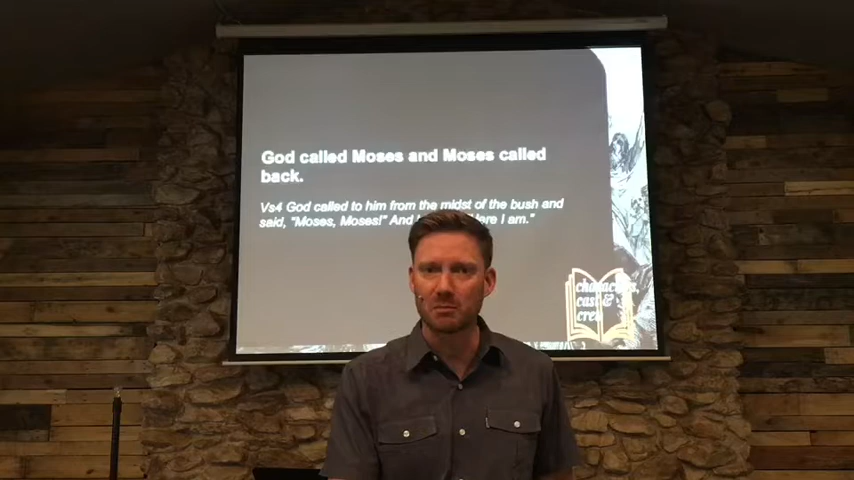 God called Moses and Moses called
back.
Vs4 God called to him from the midst of the bush and
said, "Moses, Moses!" And Here I am."
characters,
cast &
crew